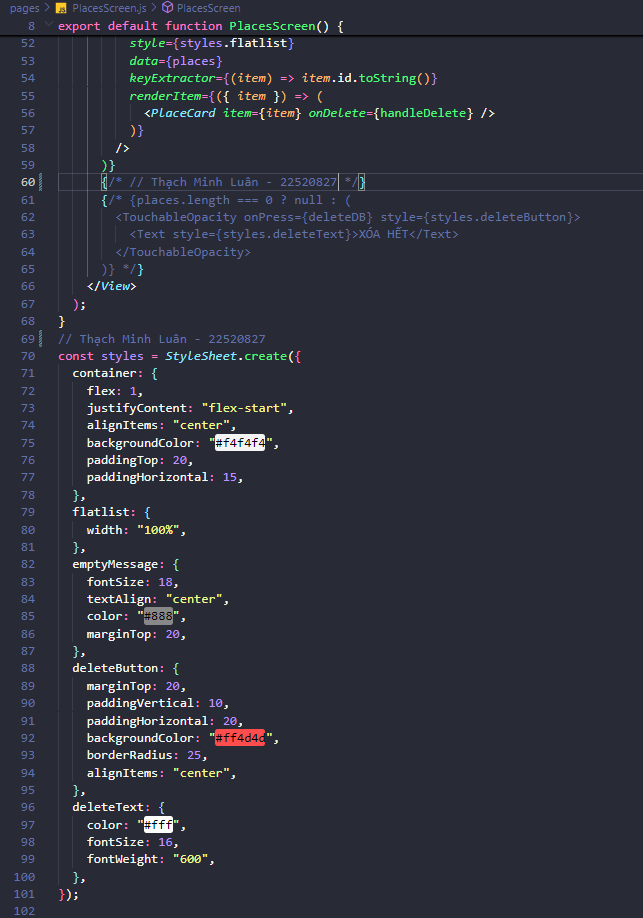 pages > JS PlacesScreen.js > PlacesScreen
8 export default function PlacesScreen() {
52 style={styles.flatlist}
53 data={places}
54 keyExtractor={(item) => item.id.toString()}
55 renderItem={({ item }) => (
56 <PlaceCard item={item} onDelete={handleDelete} />
57 )}
58 />
59 )}
60 {/* // Thạch Minh Luân - 22520827 */}
61 {/* {places.length === 0 ? null : (
62 <TouchableOpacity onPress={deleteDB} style={styles.deleteButton}>
63 <Text style={styles.deleteText}>XÓA HẾT</Text>
64 </TouchableOpacity>
65 )} */}
66 </View>
67 );
68 }
69 // Thạch Minh Luân - 22520827
70 const styles = StyleSheet.create({
71 container: {
72 flex: 1,
73 justifyContent: "flex-start",
74 alignItems: "center",
75 backgroundColor: "#f4f4f4",
76 paddingTop: 20,
77 paddingHorizontal: 15,
78 },
79 flatlist: {
80 width: "100%",
81 },
82 emptyMessage: {
83 fontSize: 18,
84 textAlign: "center",
85 color: "#888",
86 marginTop: 20,
87 },
88 deleteButton: {
89 marginTop: 20,
90 paddingVertical: 10,
91 paddingHorizontal: 20,
92 backgroundColor: "#ff4d4d",
93 borderRadius: 25,
94 alignItems: "center",
95 },
96 deleteText: {
97 color: "#fff",
98 fontSize: 16,
99 fontWeight: "600",
100 },
101 });
102